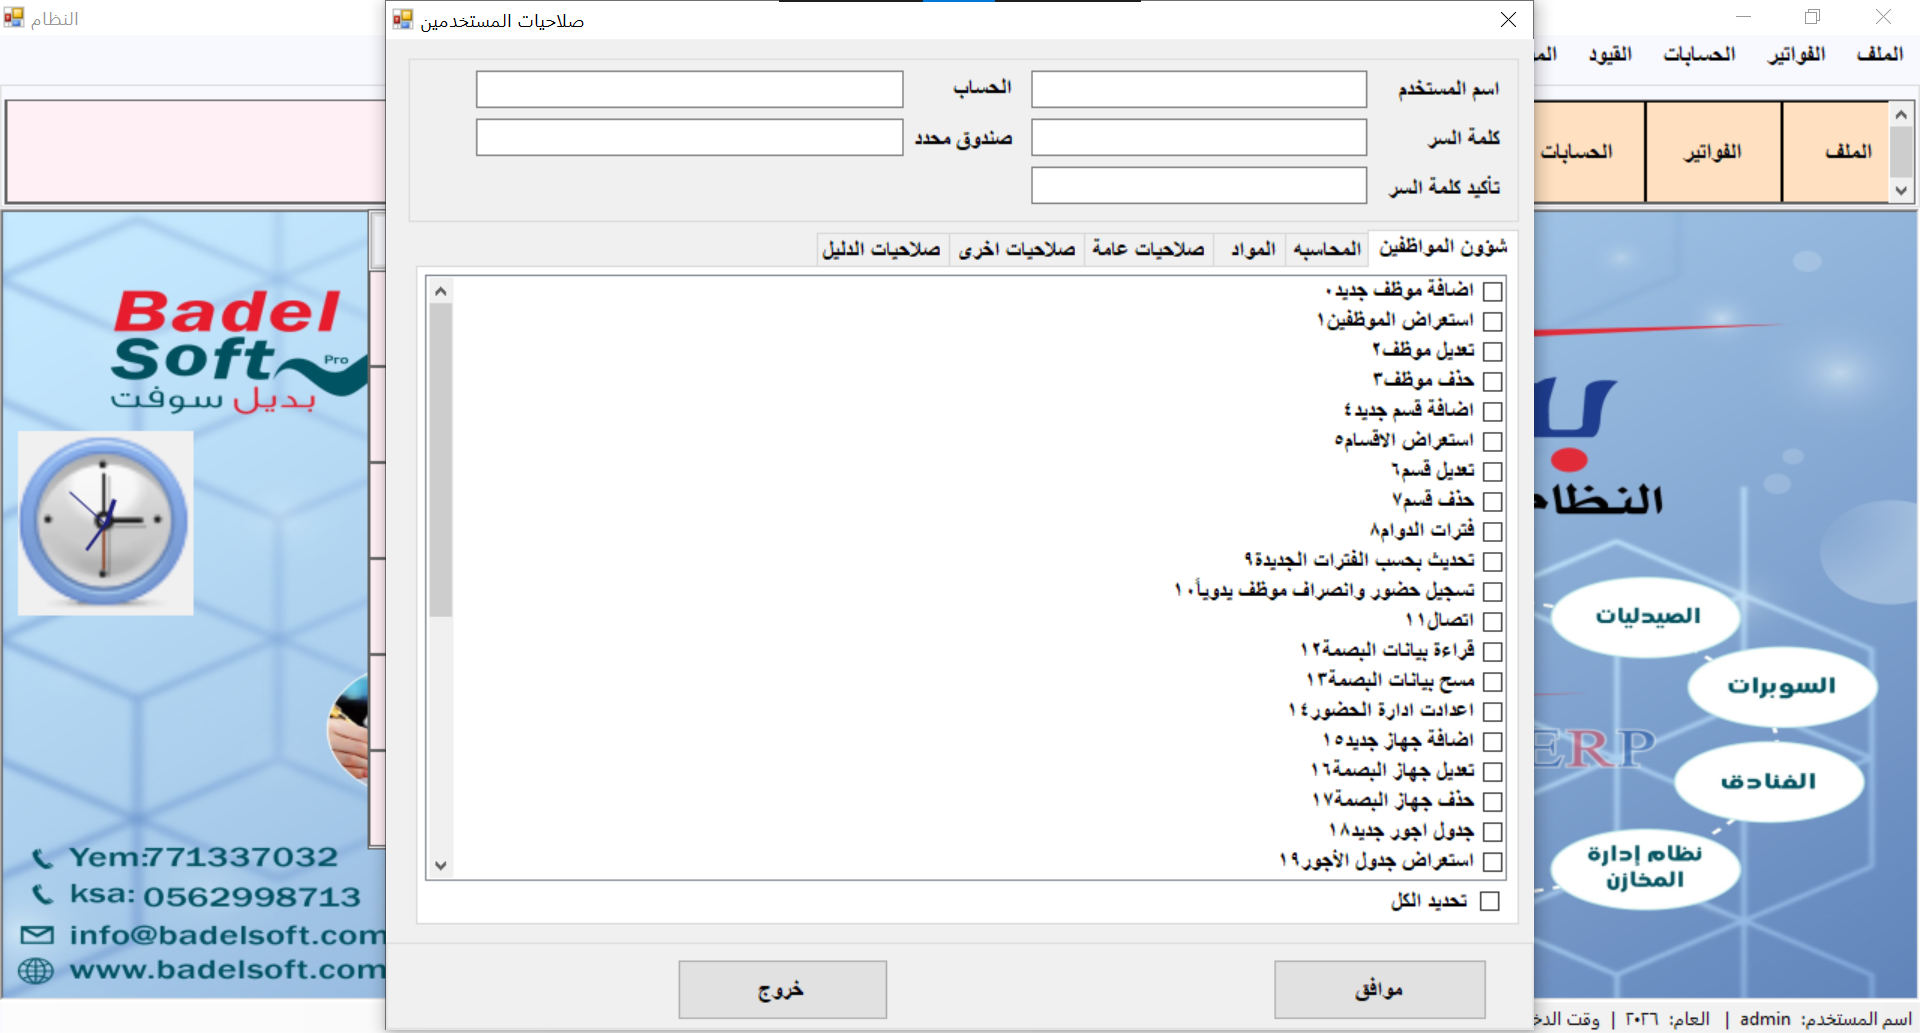 النظام
صلاحيات المستخدمين
الملف
الفواتير
الحسابات
القيود
الملف
الفواتير
الحسابات
اسم المستخدم
الحساب
كلمة السر
صندوق محدد
تأكيد كلمة السر
شؤون المواظفين
المحاسبه
المواد
صلاحيات عامة
صلاحيات اخرى
صلاحيات الدليل
اضافة موظف جديد٠
استعراض الموظفين١
تعديل موظف٢
حذف موظف٣
اضافة قسم جديد٤
استعراض الاقسام٥
تعديل قسم٦
حذف قسم٧
فترات الدوام٨
تحديث بحسب الفترات الجديدة٩
تسجيل حضور وانصراف موظف يدوياً١٠
اتصال١١
قراءة بيانات البصمة١٢
مسح بيانات البصمة١٣
اعدادت ادارة الحضور١٤
اضافة جهاز جديد١٥
تعديل جهاز البصمة١٦
حذف جهاز البصمة١٧
جدول اجور جديد١٨
استعراض جدول الأجور١٩
تحديد الكل
موافق
خروج
Badel
Soft
Pro
بديل سوفت
Yem:771337032
ksa: 0562998713
info@badelsoft.com
www.badelsoft.com
النظام
الصيدليات
السوبرات
ERP
الفنادق
نظام إدارة
المخازن
اسم المستخدم: admin | العام: ٢٠٢٦ | وقت